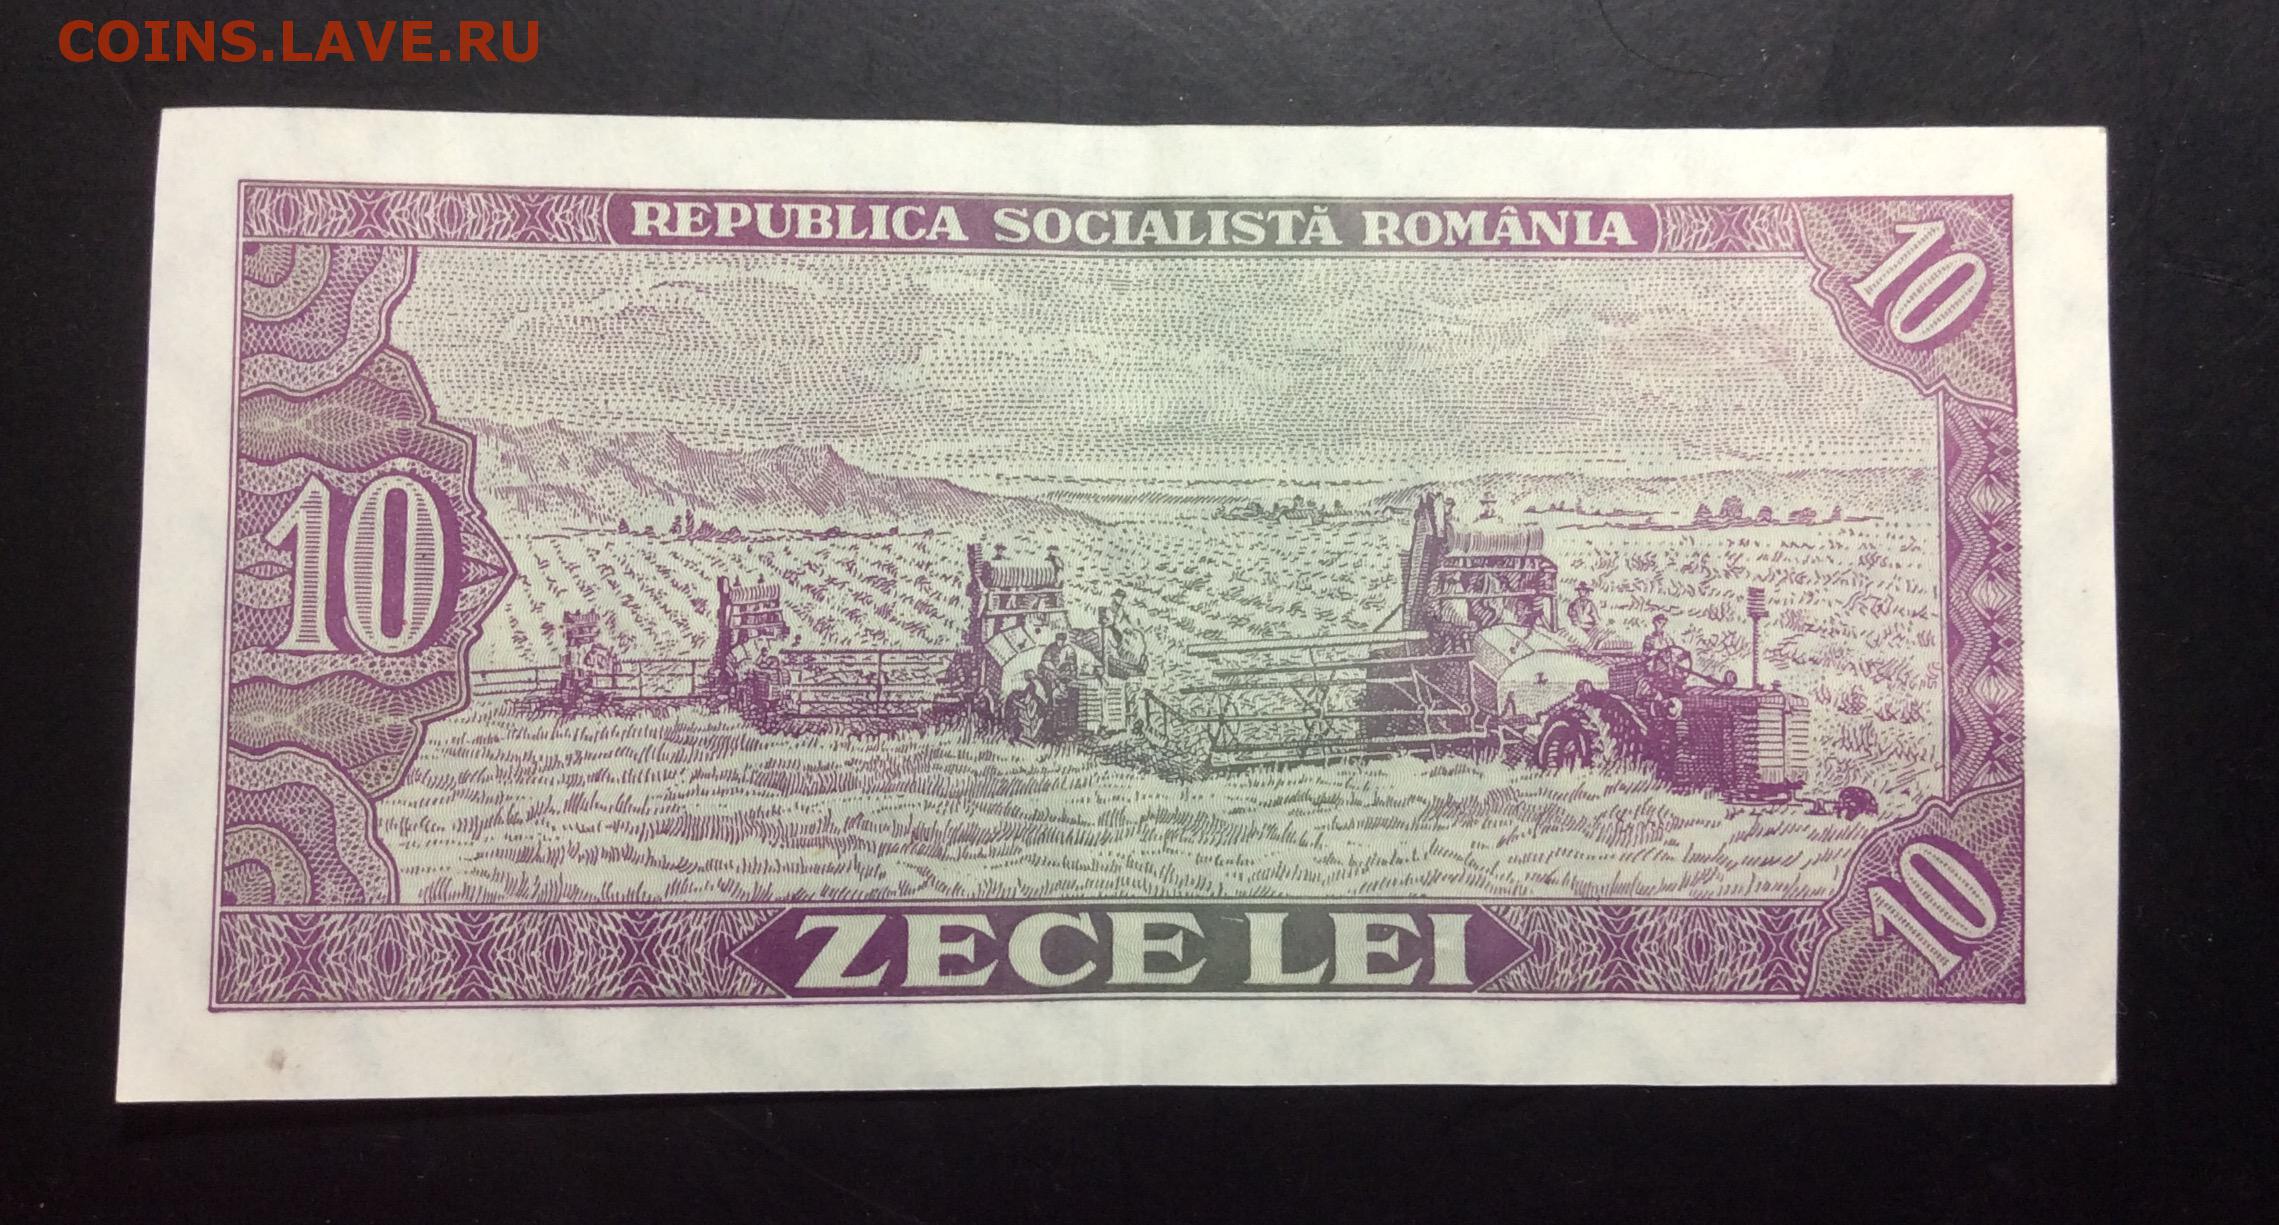 COINS.LAVE.RU
REPUBLICA SOCIALISTĂ ROMÂNIA
10
10
10
ZECE LEI